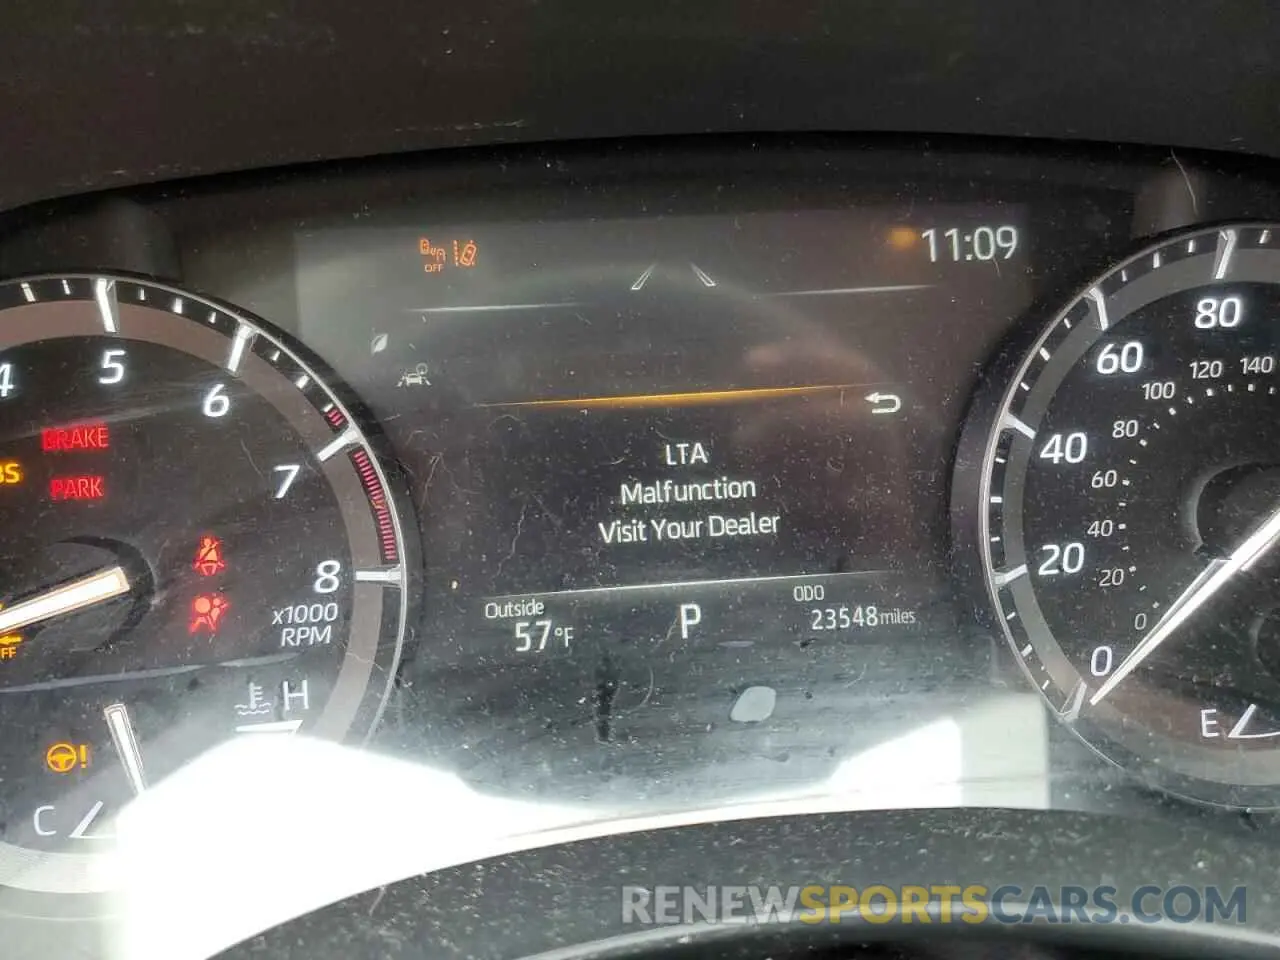 11:09
OFF
80
60
120
140
100
5
4
6
80
40
BRAKE
LTA
60
PARK
7
Malfunction
Visit Your Dealer
40
20
20
8
x1000
RPM
Outside
57°F
P
ODO
23548 miles
0
0
H
E
!
C
RENEWSPORTSCARS.COM